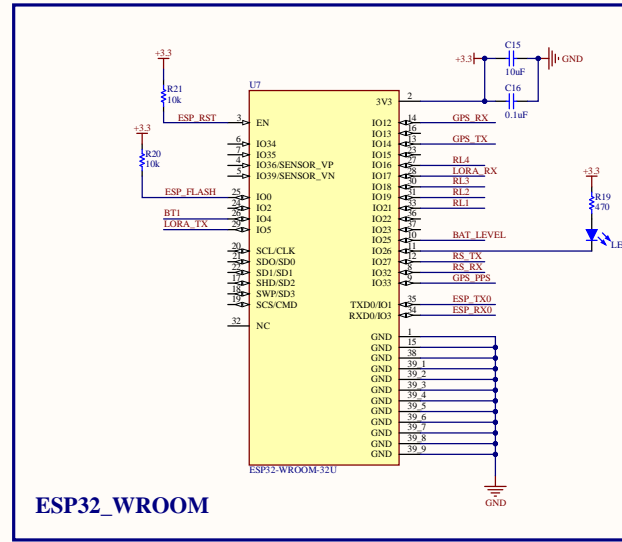 +3.3
R21
10k
ESP_RST
+3.3
R20
10k
ESP_FLASH
BT1
LORA_TX
U7
3 EN
6 IO34
7 IO35
4 IO36/SENSOR_VP
5 IO39/SENSOR_VN
25 IO0
24 IO2
26 IO4
29 IO5
20 SCL/CLK
21 SDO/SD0
22 SD1/SD1
17 SHD/SD2
18 SWP/SD3
19 SCS/CMD
32 NC
3V3 2
IO12 14 GPS_RX
IO13 16
IO14 13 GPS_TX
IO15 23
IO16 27 RL4
IO17 28 LORA_RX
IO18 30 RL3
IO19 31 RL2
IO21 33 RL1
IO22 36
IO23 37
IO25 10 BAT_LEVEL
IO26 11
IO27 12 RS_TX
IO32 8 RS_RX
IO33 9 GPS_PPS
TXD0/IO1 35 ESP_TX0
RXD0/IO3 34 ESP_RX0
GND 1
GND 15
GND 38
GND 39_1
GND 39_2
GND 39_3
GND 39_4
GND 39_5
GND 39_6
GND 39_7
GND 39_8
GND 39_9
ESP32-WROOM-32U
+3.3
C15
10uF
GND
C16
0.1uF
+3.3
R19
470
LE
GND
ESP32_WROOM